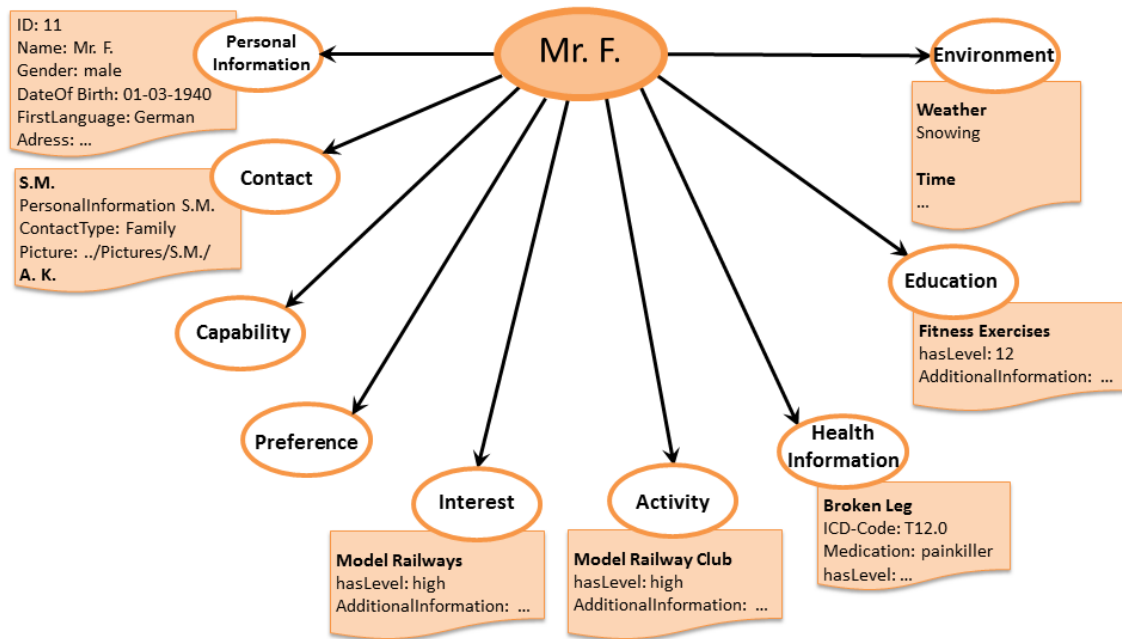 Mr. F.
Personal
Information
ID: 11
Name: Mr. F.
Gender: male
DateOf Birth: 01-03-1940
FirstLanguage: German
Adress: ...
Contact
S.M.
PersonalInformation S.M.
ContactType: Family
Picture: ../Pictures/S.M./
A. K.
Capability
Preference
Interest
Model Railways
hasLevel: high
AdditionalInformation: ...
Activity
Model Railway Club
hasLevel: high
AdditionalInformation: ...
Health
Information
Broken Leg
ICD-Code: T12.0
Medication: painkiller
hasLevel: ...
Education
Fitness Exercises
hasLevel: 12
AdditionalInformation: ...
Environment
Weather
Snowing
Time
...